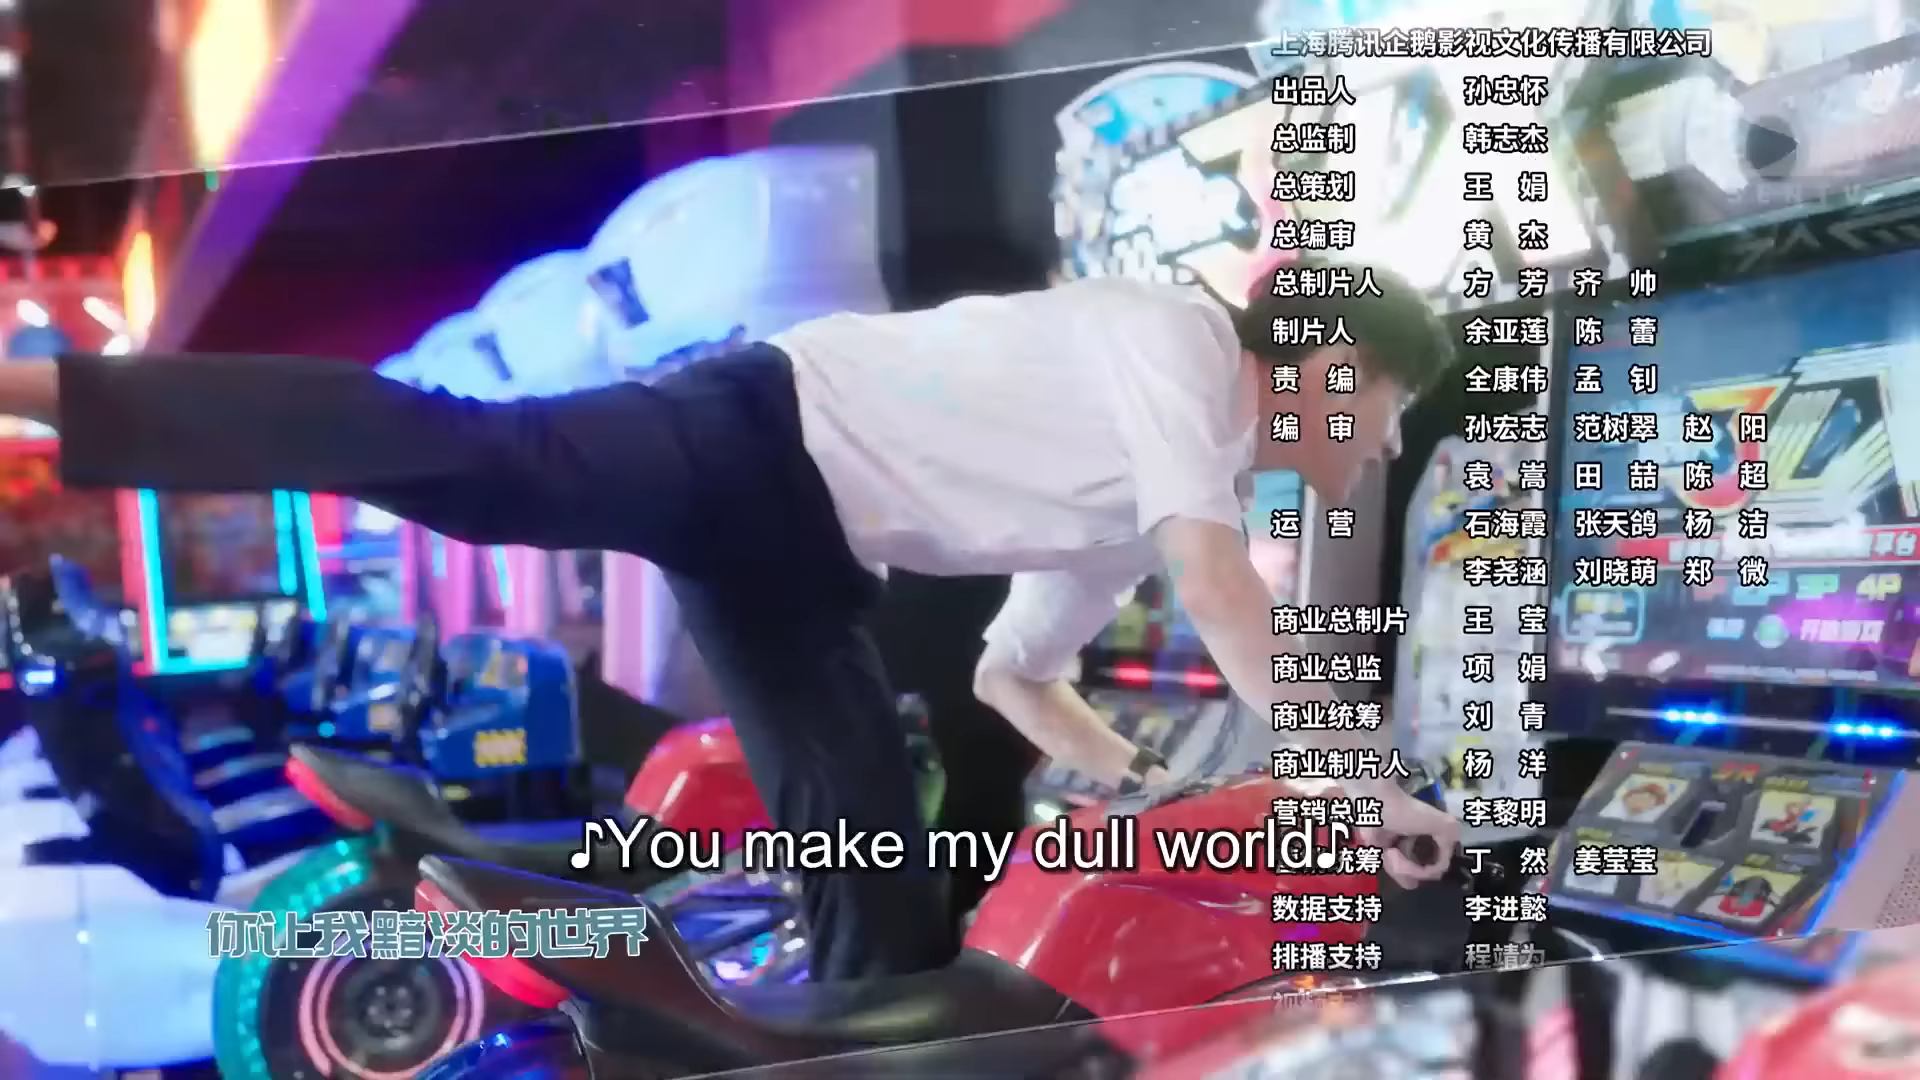 上海腾讯企鹅影视文化传播有限公司
出品人 孙忠怀
总监制 韩志杰
总策划 王 娟
总编审 黄 杰
总制片人 方 芳 齐 帅
制片人 余亚莲 陈 蕾
责 编 全康伟 孟 钊
编 审 孙宏志 范树翠 赵 阳
袁 嵩 田 喆 陈 超
运 营 石海霞 张天鸽 杨 洁
李尧涵 刘晓萌 郑 微
2P 3P 4P
商业总制片 王 莹
商业总监 项 娟
商业统筹 刘 青
商业制片人 杨 洋
营销总监 李黎明
♪You make my dull world♪
统筹 丁 然 姜莹莹
数据支持 李进懿
你让我黯淡的世界
排播支持 程靖为